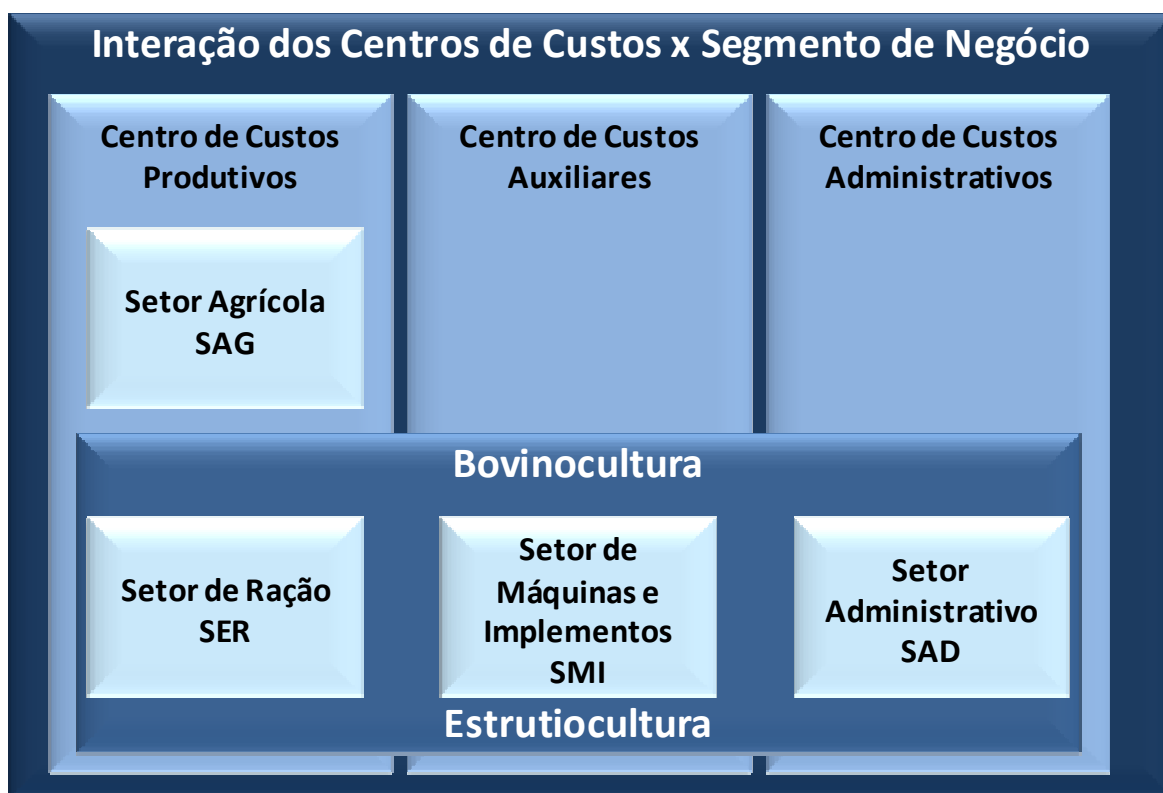 Interação dos Centros de Custos x Segmento de Negócio
Centro de Custos
Produtivos
Centro de Custos
Auxiliares
Centro de Custos
Administrativos
Setor Agrícola
SAG
Bovinocultura
Setor de Ração
SER
Setor de
Máquinas e
Implementos
SMI
Setor
Administrativo
SAD
Estrutiocultura